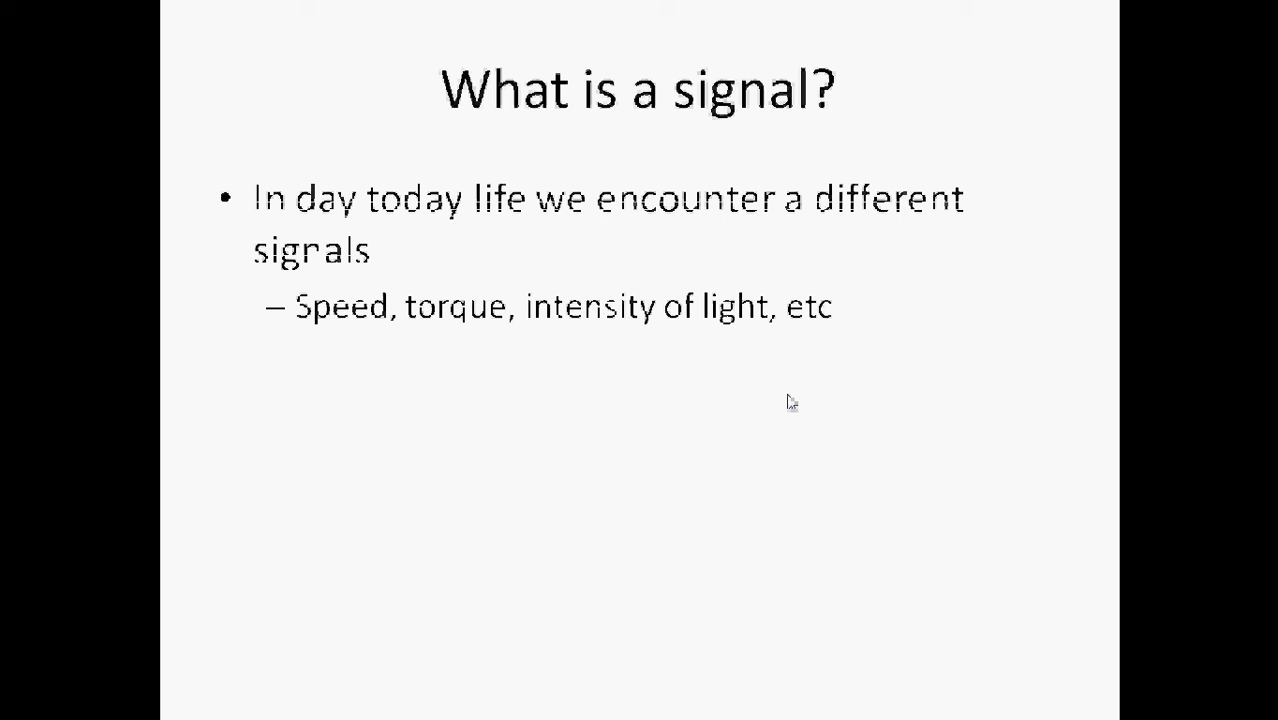 What is a signal?
• In day today life we encounter a different
signals
– Speed, torque, intensity of light, etc